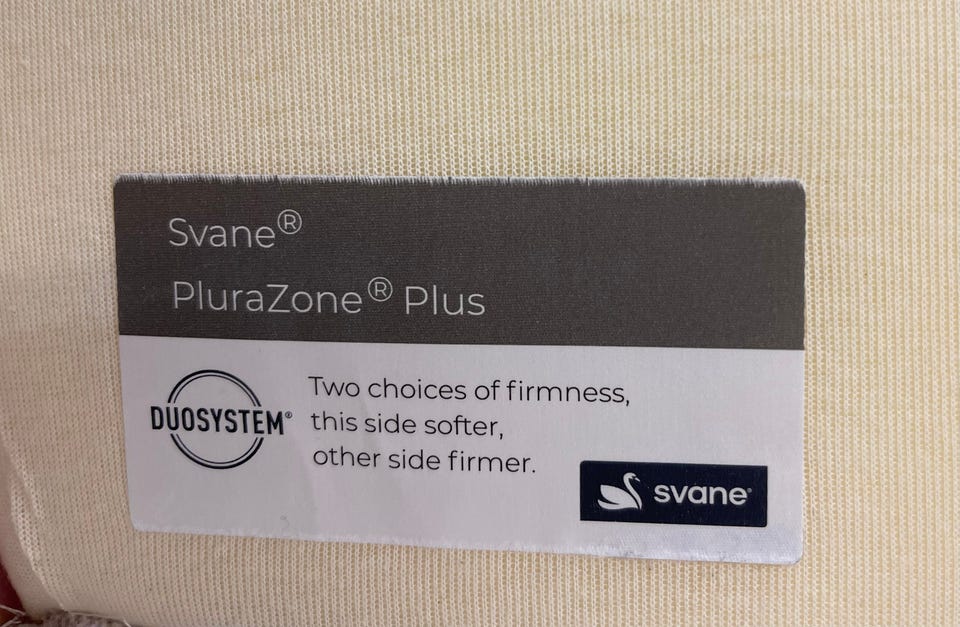 Svane®
PluraZone® Plus
DUOSYSTEM®
Two choices of firmness,
this side softer,
other side firmer.
svane®